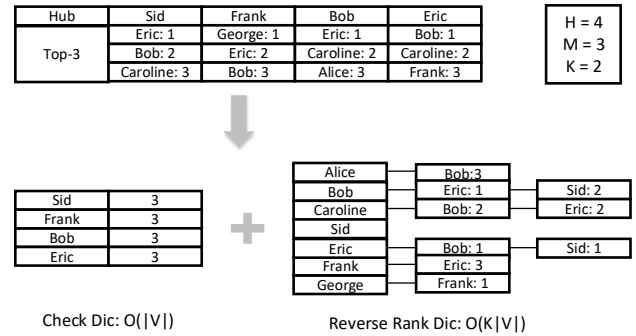 Hub Sid Frank Bob Eric
Top-3 Eric: 1 George: 1 Eric: 1 Bob: 1
Bob: 2 Eric: 2 Caroline: 2 Caroline: 2
Caroline: 3 Bob: 3 Alice: 3 Frank: 3
H = 4
M = 3
K = 2
Sid 3
Frank 3
Bob 3
Eric 3
Alice Bob:3
Bob Eric: 1 Sid: 2
Caroline Bob: 2 Eric: 2
Sid
Eric Bob: 1 Sid: 1
Frank Eric: 3
George Frank: 1
Check Dic: O(|V|)
Reverse Rank Dic: O(K|V|)